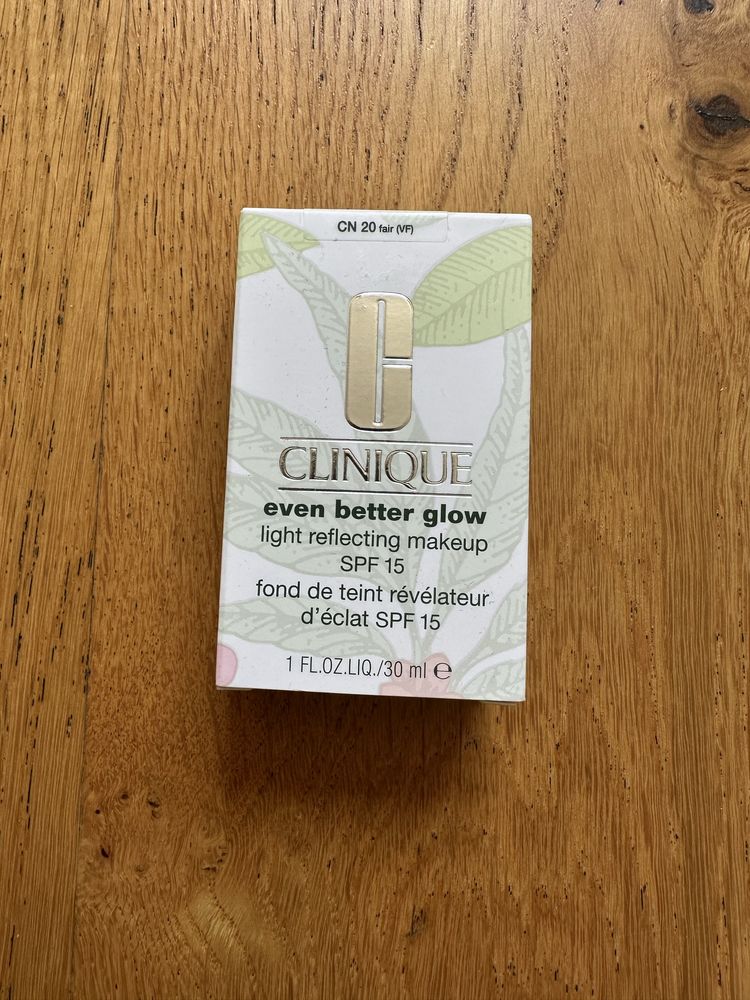 CN 20 fair (VF)
C
CLINIQUE
even better glow
light reflecting makeup
SPF 15
fond de teint révélateur
d'éclat SPF 15
1 FL.OZ.LIQ./30 ml ℮